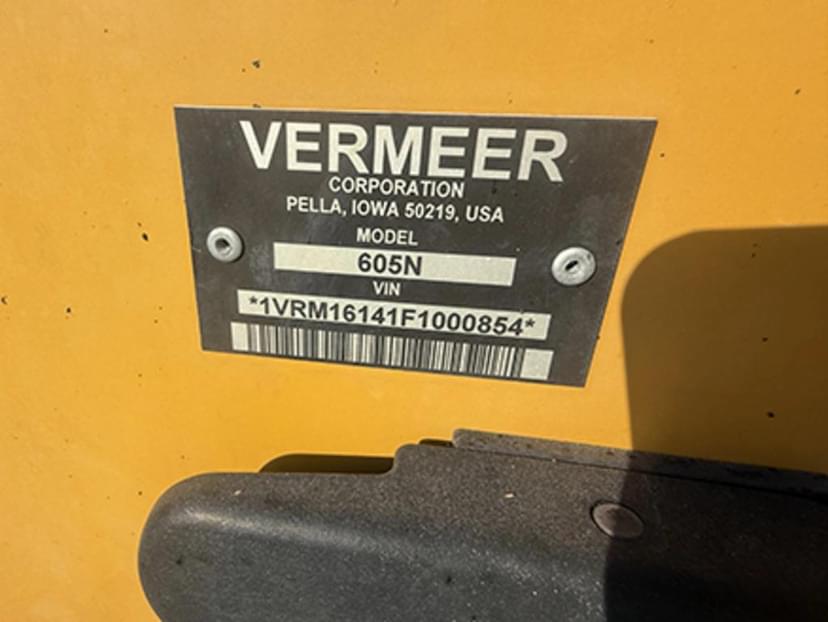 VERMEER
CORPORATION
PELLA, IOWA 50219, USA
MODEL
605N
VIN
*1VRM16141F1000854*